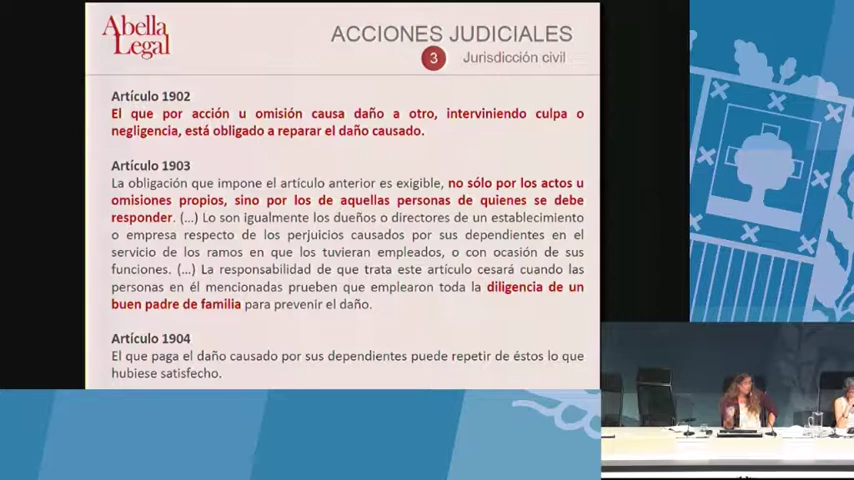 Abella
Legal
ACCIONES JUDICIALES
3 Jurisdicción civil
Artículo 1902
El que por acción u omisión causa daño a otro, interviniendo culpa o
negligencia, está obligado a reparar el daño causado.
Artículo 1903
La obligación que impone el artículo anterior es exigible, no sólo por los actos u
omisiones propios, sino por los de aquellas personas de quienes se debe
responder. (...) Lo son igualmente los dueños o directores de un establecimiento
o empresa respecto de los perjuicios causados por sus dependientes en el
servicio de los ramos en que los tuvieran empleados, o con ocasión de sus
funciones. (...) La responsabilidad de que trata este artículo cesará cuando las
personas en él mencionadas prueben que emplearon toda la diligencia de un
buen padre de familia para prevenir el daño.
Artículo 1904
El que paga el daño causado por sus dependientes puede repetir de éstos lo que
hubiese satisfecho.